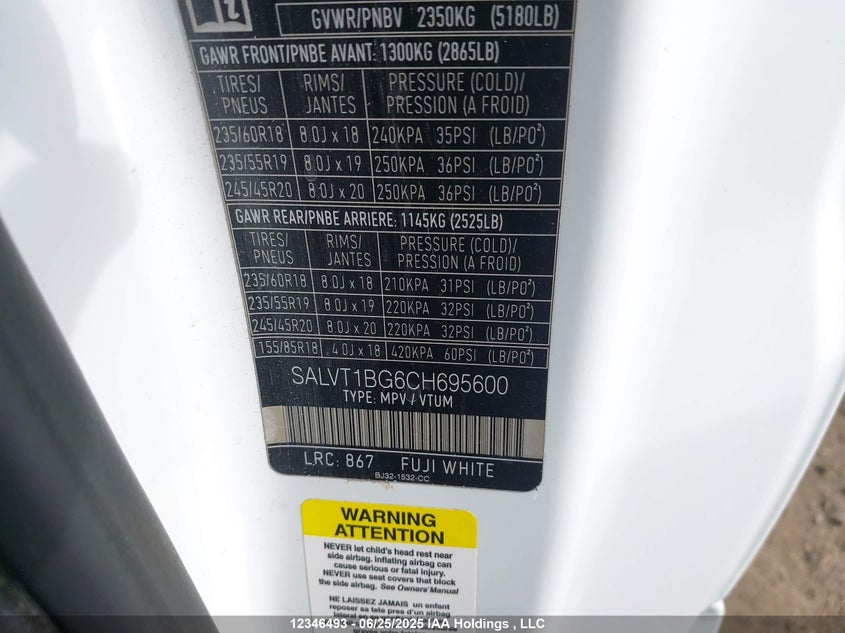 GVWR/PNBV 2350KG (5180LB)
GAWR FRONT/PNBE AVANT: 1300KG (2865LB)
TIRES/ RIMS/ PRESSURE (COLD)/
PNEUS JANTES PRESSION (A FROID)
235/60R18 8.0J x 18 240KPA 35PSI (LB/PO²)
235/55R19 8.0J x 19 250KPA 36PSI (LB/PO²)
245/45R20 8.0J x 20 250KPA 36PSI (LB/PO²)
GAWR REAR/PNBE ARRIERE: 1145KG (2525LB)
TIRES/ RIMS/ PRESSURE (COLD)/
PNEUS JANTES PRESSION (A FROID)
235/60R18 8.0J x 18 210KPA 31PSI (LB/PO²)
235/55R19 8.0J x 19 220KPA 32PSI (LB/PO²)
245/45R20 8.0J x 20 220KPA 32PSI (LB/PO²)
155/85R18 4.0J x 18 420KPA 60PSI (LB/PO²)
SALVT1BG6CH695600
TYPE: MPV / VTUM
LRC: 867 FUJI WHITE
BJ32-1532-CC
WARNING
ATTENTION
NEVER let child's head rest near
side airbag. inflating airbag can
cause serious or fatal injury.
NEVER use seat covers that block
the side airbag. See Owners' Manual
NE LAISSEZ JAMAIS un enfant
reposer sa tete pres d'un airbag
12346493 - 06/25/2025 IAA Holdings , LLC